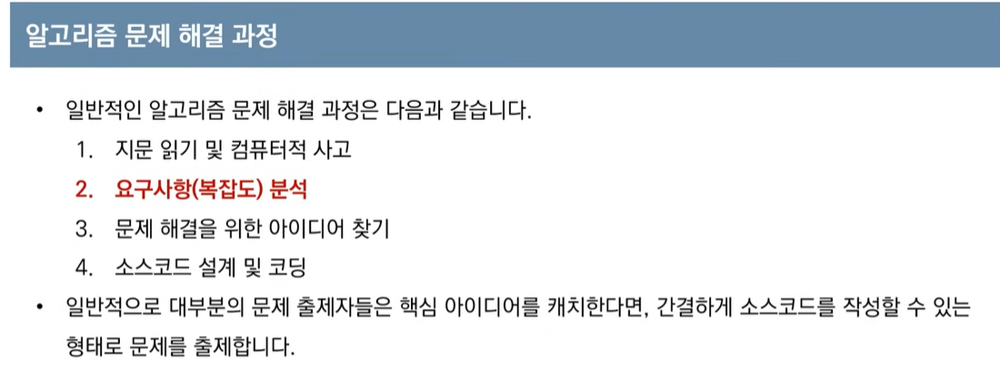 알고리즘 문제 해결 과정
• 일반적인 알고리즘 문제 해결 과정은 다음과 같습니다.
1. 지문 읽기 및 컴퓨터적 사고
2. 요구사항(복잡도) 분석
3. 문제 해결을 위한 아이디어 찾기
4. 소스코드 설계 및 코딩
• 일반적으로 대부분의 문제 출제자들은 핵심 아이디어를 캐치한다면, 간결하게 소스코드를 작성할 수 있는
형태로 문제를 출제합니다.